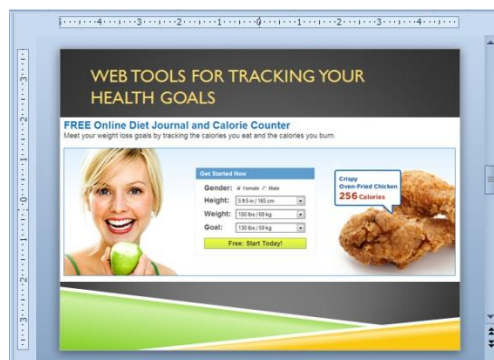 WEB TOOLS FOR TRACKING YOUR
HEALTH GOALS
FREE Online Diet Journal and Calorie Counter
Meet your weight loss goals by tracking the calories you eat and the calories you burn.
Get Started Now
Gender: Female Male
Height: 5 ft 5 in / 165 cm
Weight: 150 lbs / 68 kg
Goal: 130 lbs / 59 kg
Free: Start Today!
Crispy
Oven-Fried Chicken
256 Calories